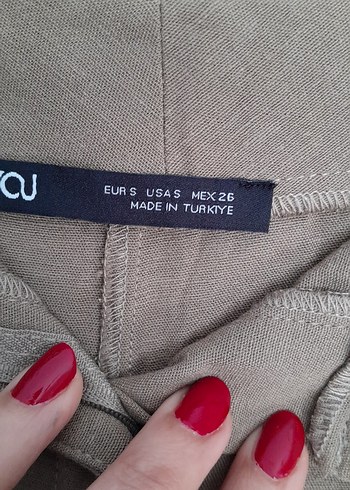 EUR S USA S MEX 26
MADE IN TURKIYE